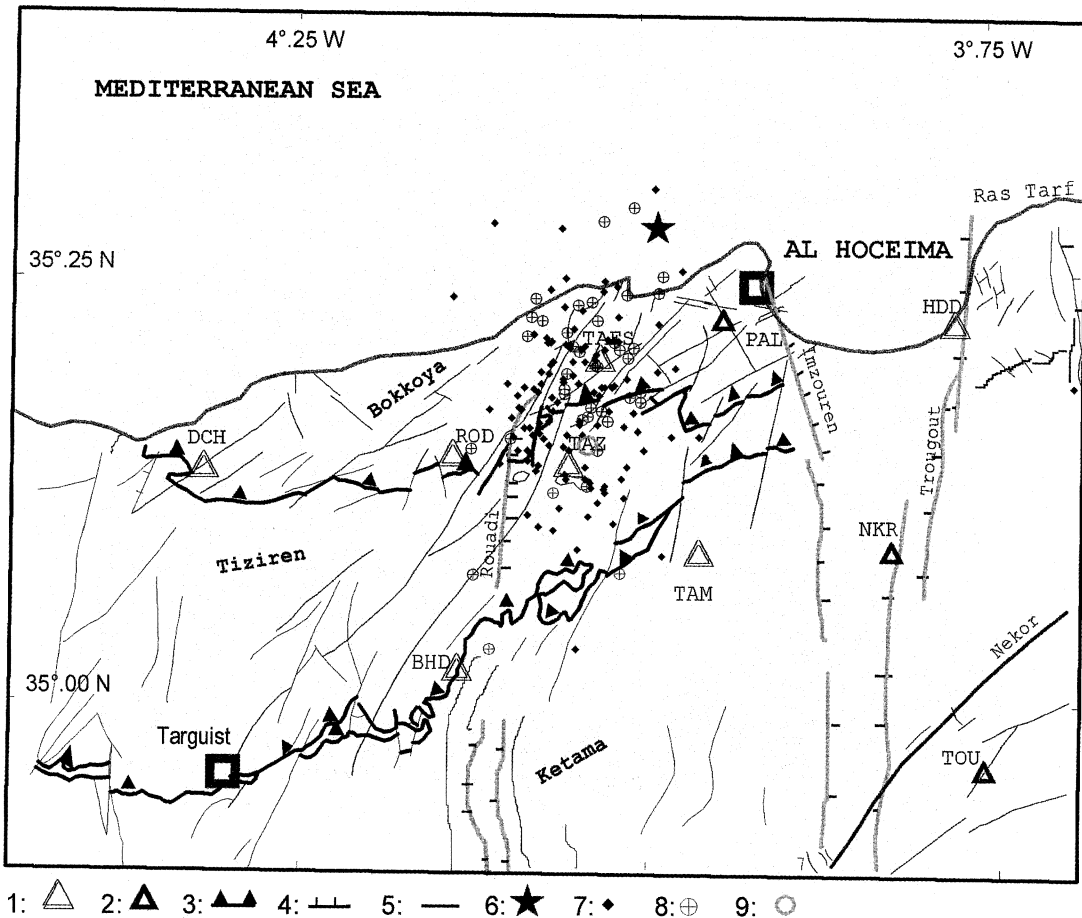 4°.25 W
3°.75 W
MEDITERRANEAN SEA
Ras Tarf
35°.25 N
AL HOCEIMA
HDD
TAFS
PAL
Imzouren
Bokkoya
DCH
ROD
TAZ
Trougout
Rouadi
NKR
Tiziren
TAM
Nekor
BHD
35°.00 N
Targuist
Ketama
TOU
7
1: 2: 3: 4: 5: 6: 7: 8: 9: